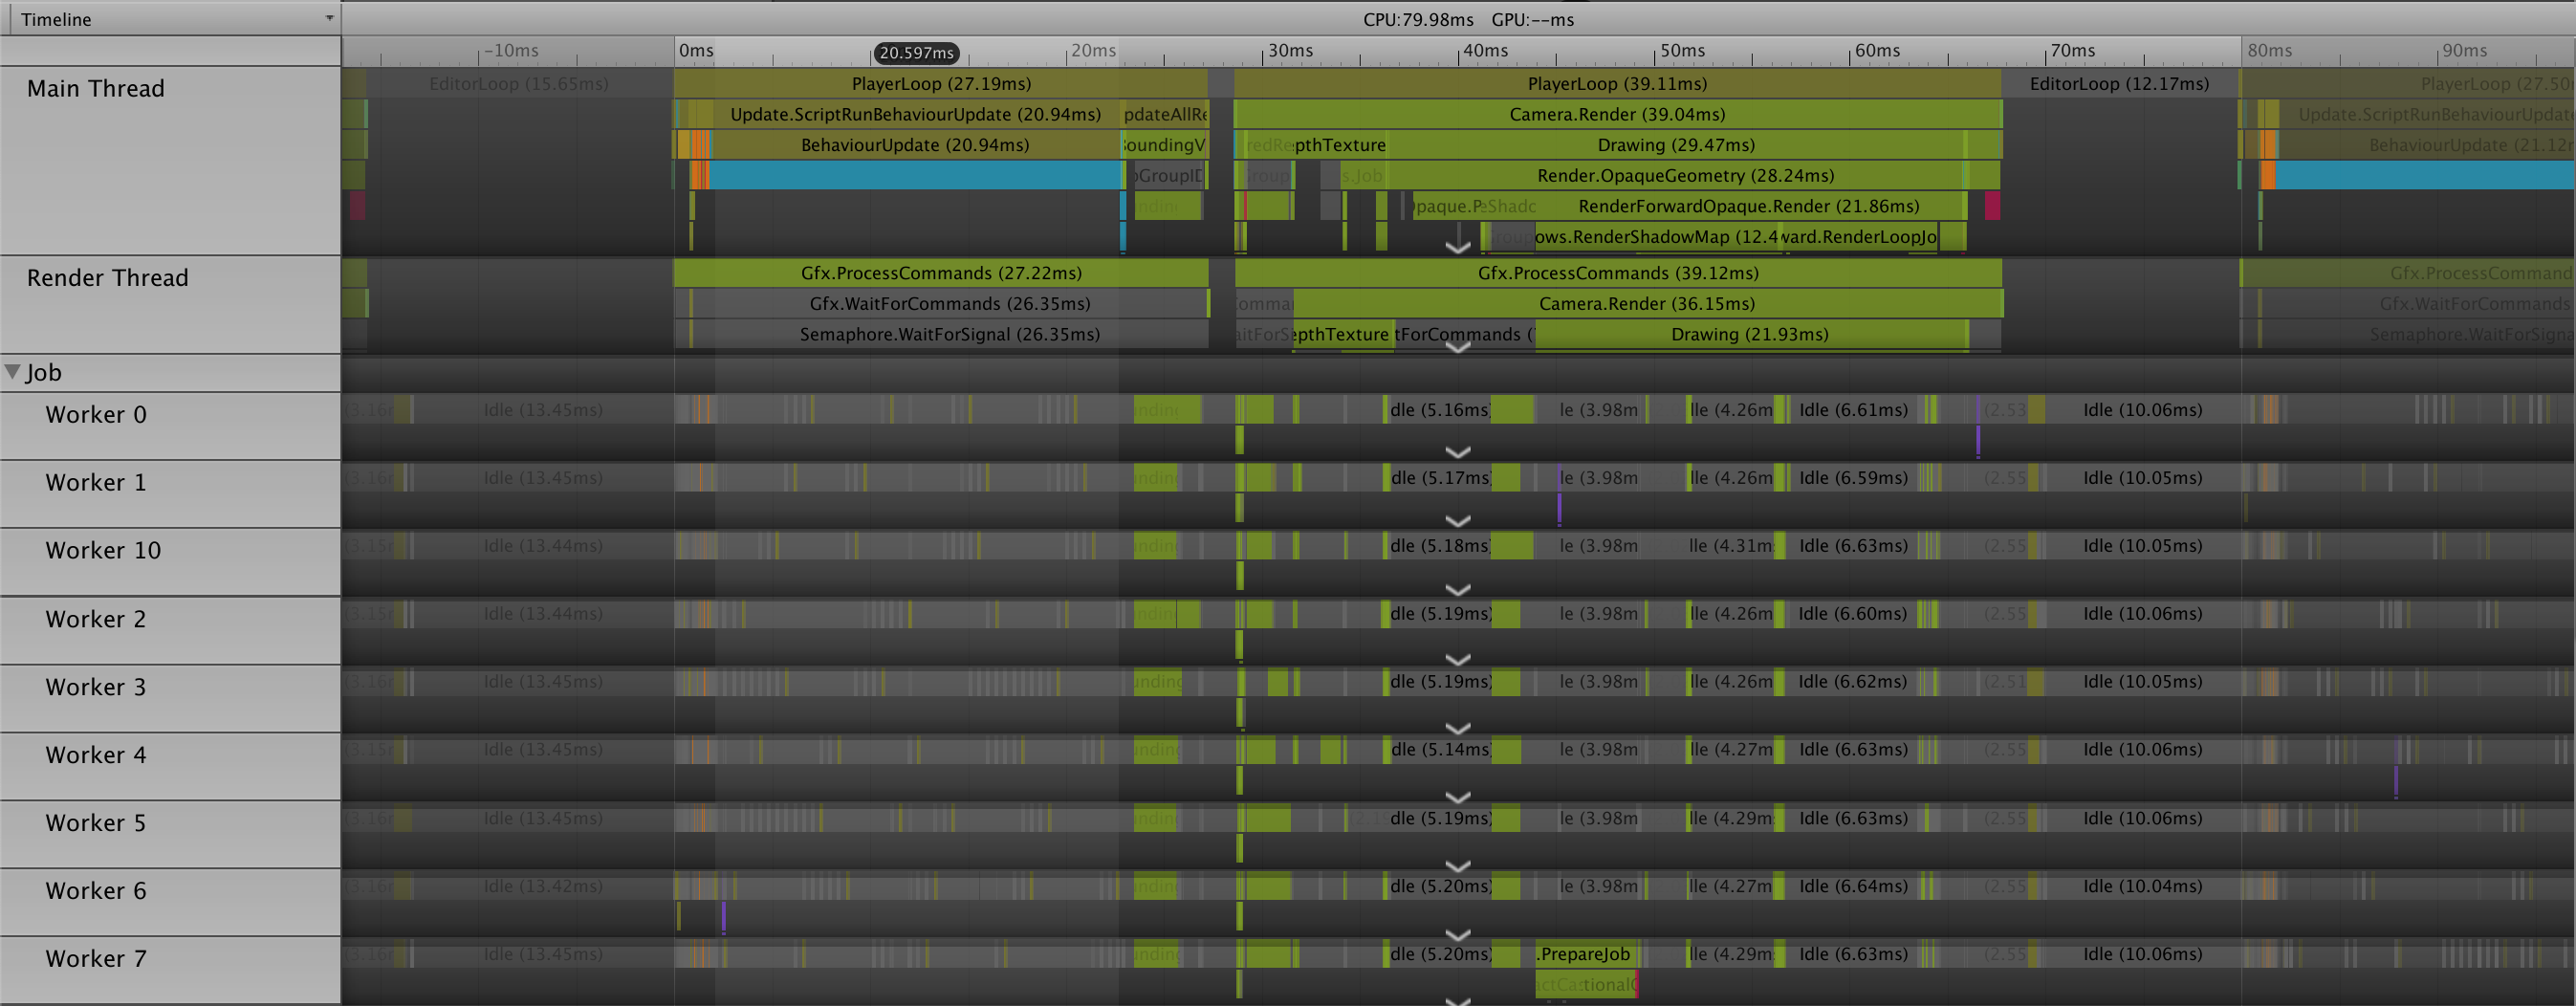 Timeline CPU:79.98ms GPU:--ms
-10ms 0ms 20.597ms 20ms 30ms 40ms 50ms 60ms 70ms 80ms 90ms
Main Thread EditorLoop (15.65ms) PlayerLoop (27.19ms) PlayerLoop (39.11ms) EditorLoop (12.17ms) PlayerLoop (27.50
Update.ScriptRunBehaviourUpdate (20.94ms) pdateAllRe Camera.Render (39.04ms) Update.ScriptRunBehaviourUpdate
BehaviourUpdate (20.94ms) oundingV redRe pthTexture Drawing (29.47ms) BehaviourUpdate (21.12
GroupID Group s.Job Render.OpaqueGeometry (28.24ms)
nding paque.P eShadc RenderForwardOpaque.Render (21.86ms)
roup ows.RenderShadowMap (12.4 ward.RenderLoopJo
Render Thread Gfx.ProcessCommands (27.22ms) Gfx.ProcessCommands (39.12ms) Gfx.ProcessCommand
Gfx.WaitForCommands (26.35ms) omma Camera.Render (36.15ms) Gfx.WaitForCommands
Semaphore.WaitForSignal (26.35ms) aitForS epthTexture tForCommands ( Drawing (21.93ms) Semaphore.WaitForSigna
Job
Worker 0 (3.16 Idle (13.45ms) nding dle (5.16ms) le (3.98m lle (4.26m Idle (6.61ms) (2.53 Idle (10.06ms)
Worker 1 (3.16 Idle (13.45ms) nding dle (5.17ms) le (3.98m lle (4.26m Idle (6.59ms) (2.55 Idle (10.05ms)
Worker 10 (3.15 Idle (13.44ms) nding dle (5.18ms) le (3.98m lle (4.31m Idle (6.63ms) (2.55 Idle (10.05ms)
Worker 2 (3.15 Idle (13.44ms) nding dle (5.19ms) le (3.98m lle (4.26m Idle (6.60ms) (2.55 Idle (10.06ms)
Worker 3 (3.16 Idle (13.45ms) unding dle (5.19ms) le (3.98m lle (4.26m Idle (6.62ms) (2.51 Idle (10.05ms)
Worker 4 (3.15 Idle (13.45ms) nding dle (5.14ms) le (3.98m lle (4.27m Idle (6.63ms) (2.55 Idle (10.06ms)
Worker 5 (3.16 Idle (13.45ms) nding dle (5.19ms) le (3.98m lle (4.29m Idle (6.63ms) (2.55 Idle (10.06ms)
Worker 6 (3.16 Idle (13.42ms) nding dle (5.20ms) le (3.98m lle (4.27m Idle (6.64ms) (2.55 Idle (10.04ms)
Worker 7 (3.16 Idle (13.45ms) nding dle (5.20ms) .PrepareJob lle (4.29m Idle (6.63ms) (2.55 Idle (10.06ms)